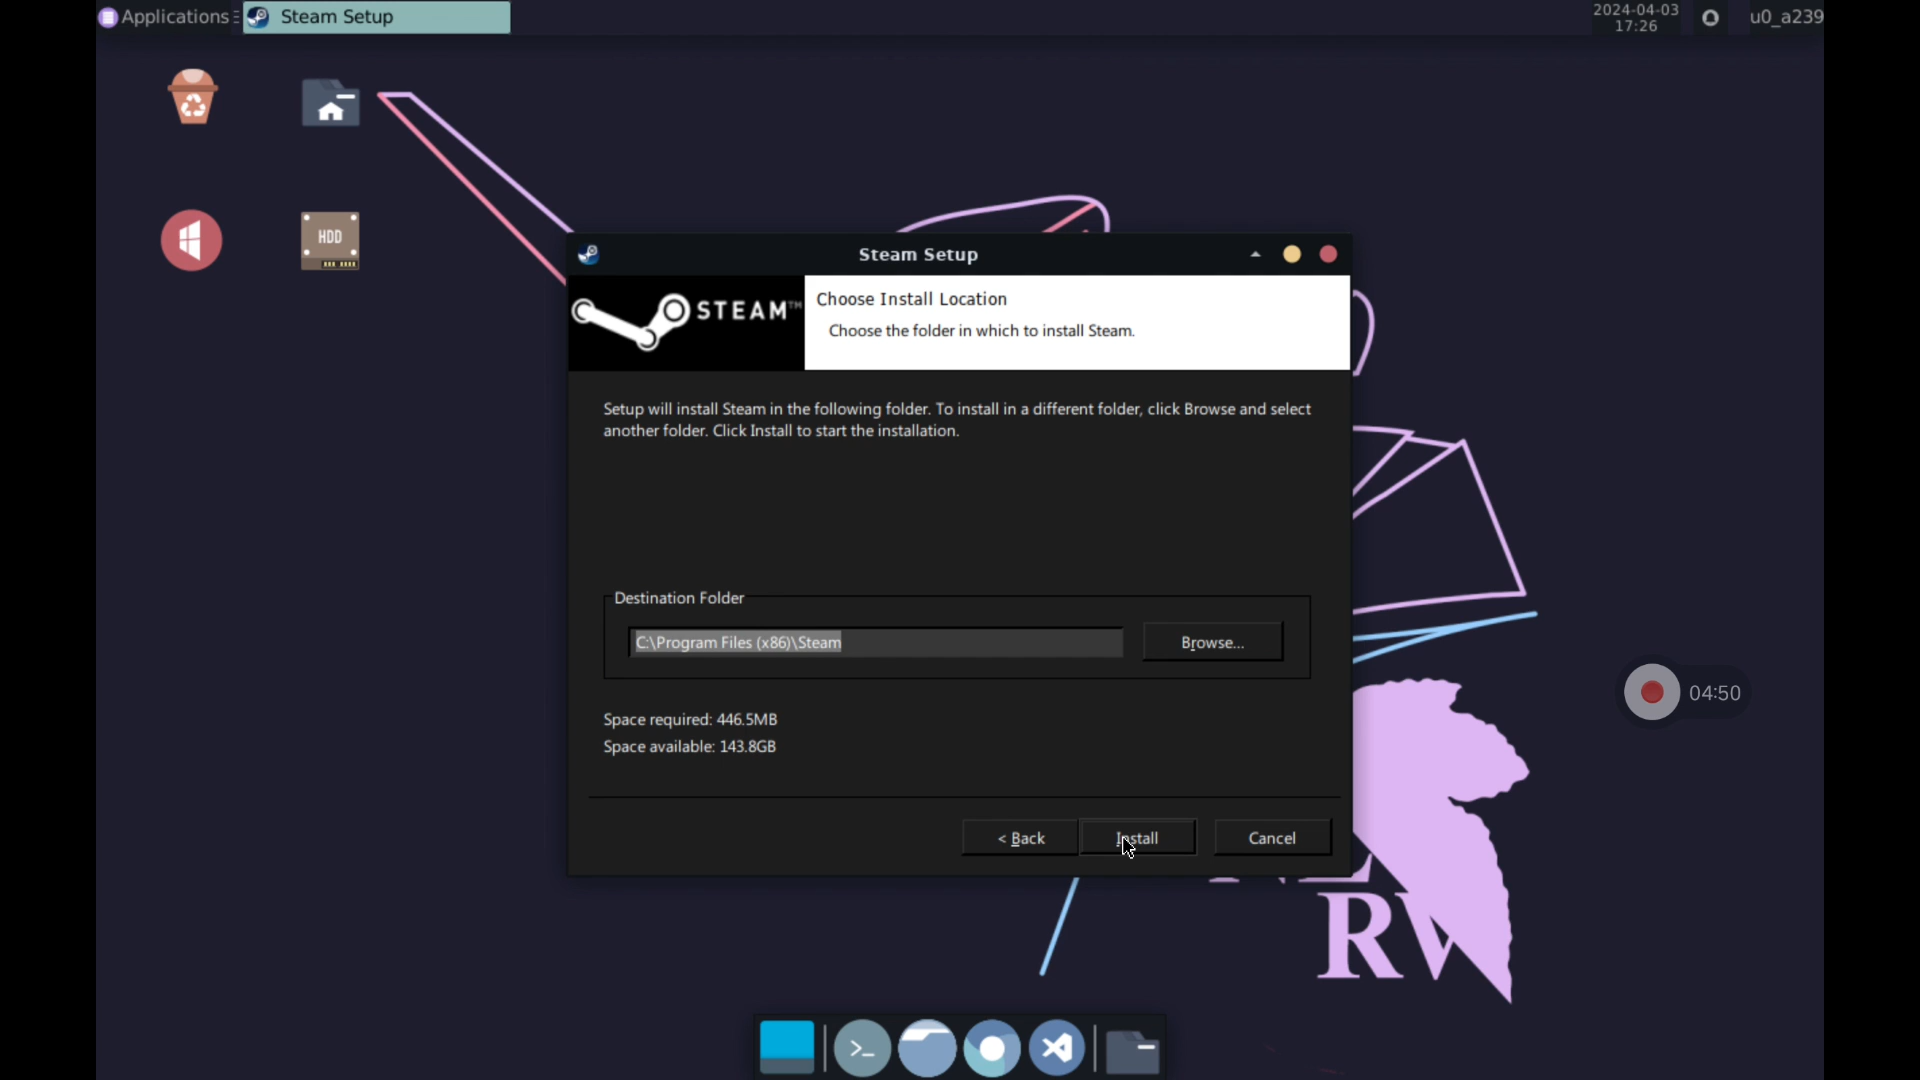 Applications
Steam Setup
2024-04-03
17:26
u0_a239
HDD
Steam Setup
STEAM™
Choose Install Location
Choose the folder in which to install Steam.
Setup will install Steam in the following folder. To install in a different folder, click Browse and select
another folder. Click Install to start the installation.
Destination Folder
C:\Program Files (x86)\Steam
Browse...
04:50
Space required: 446.5MB
Space available: 143.8GB
< Back
Install
Cancel